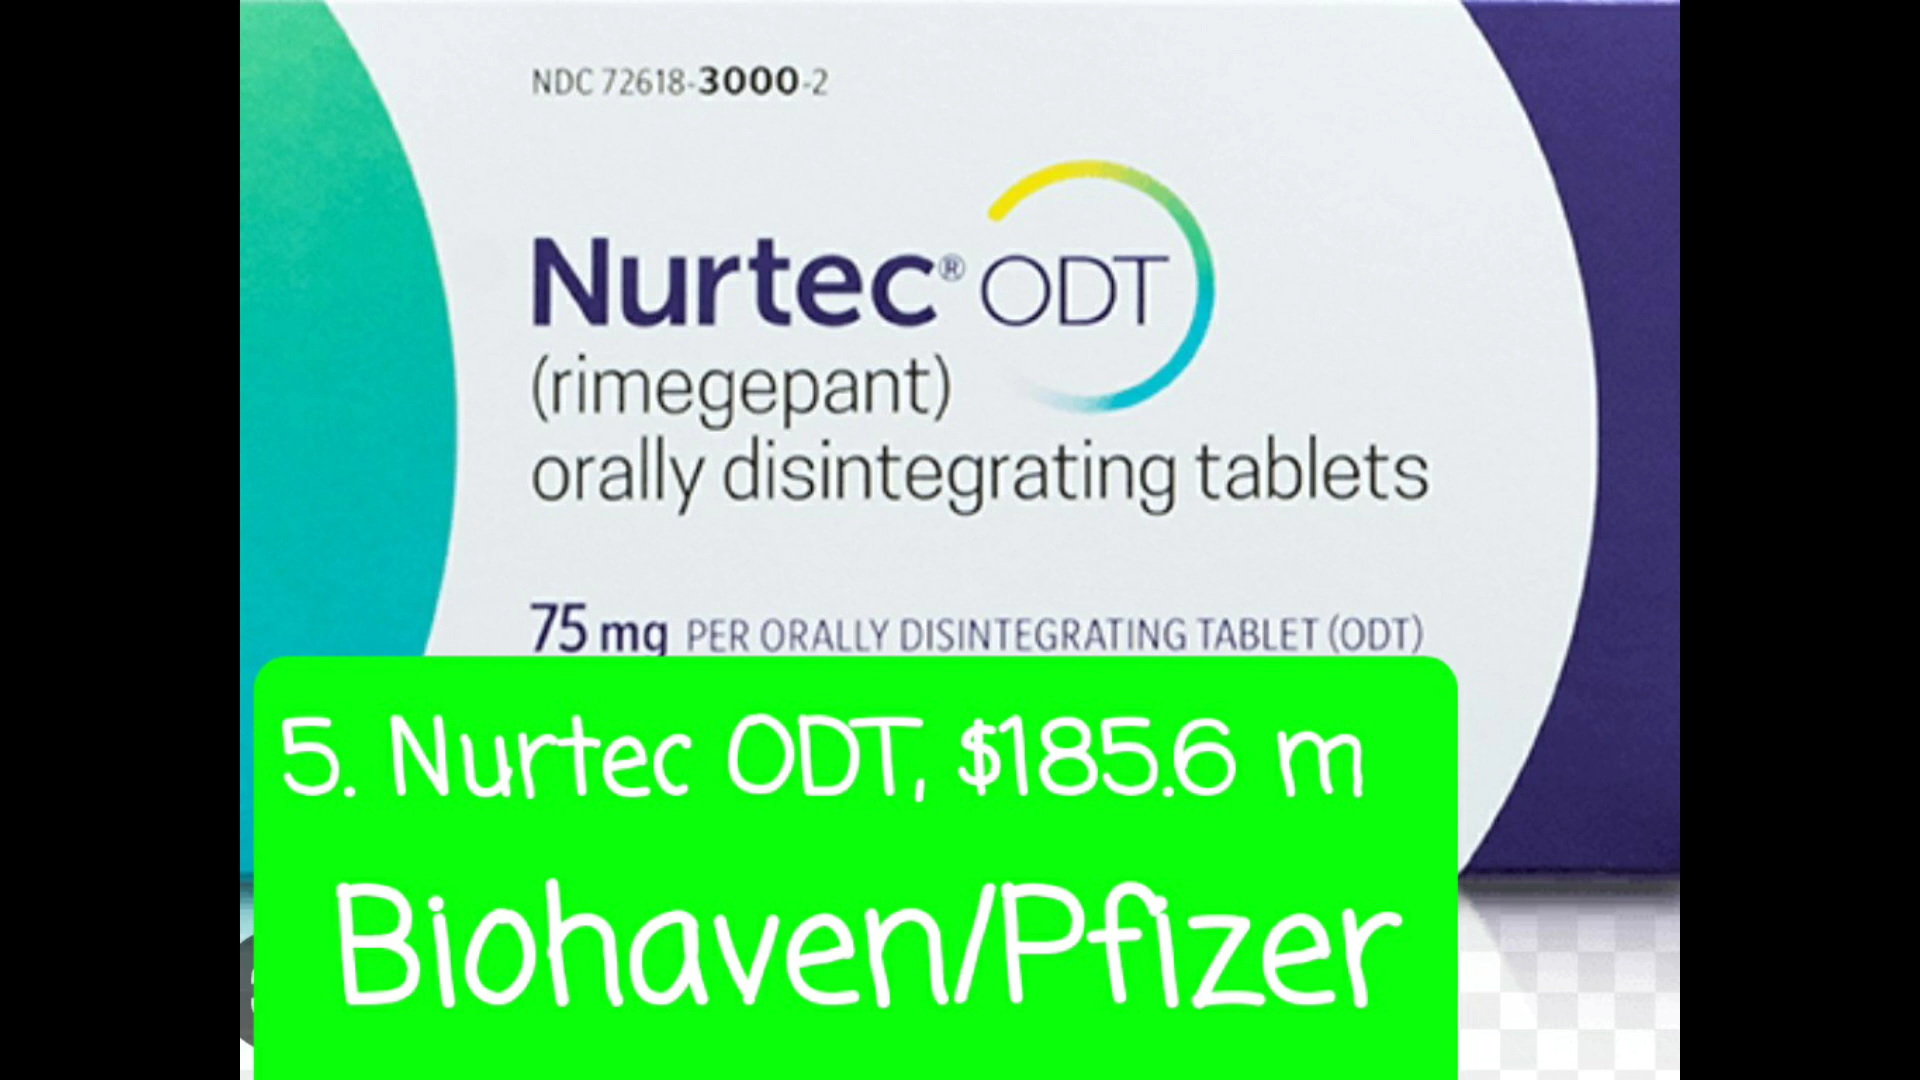 NDC 72618-3000-2
Nurtec® ODT
(rimegepant)
orally disintegrating tablets
75 mg PER ORALLY DISINTEGRATING TABLET (ODT)
5. Nurtec ODT, $185.6 m
Biohaven/Pfizer